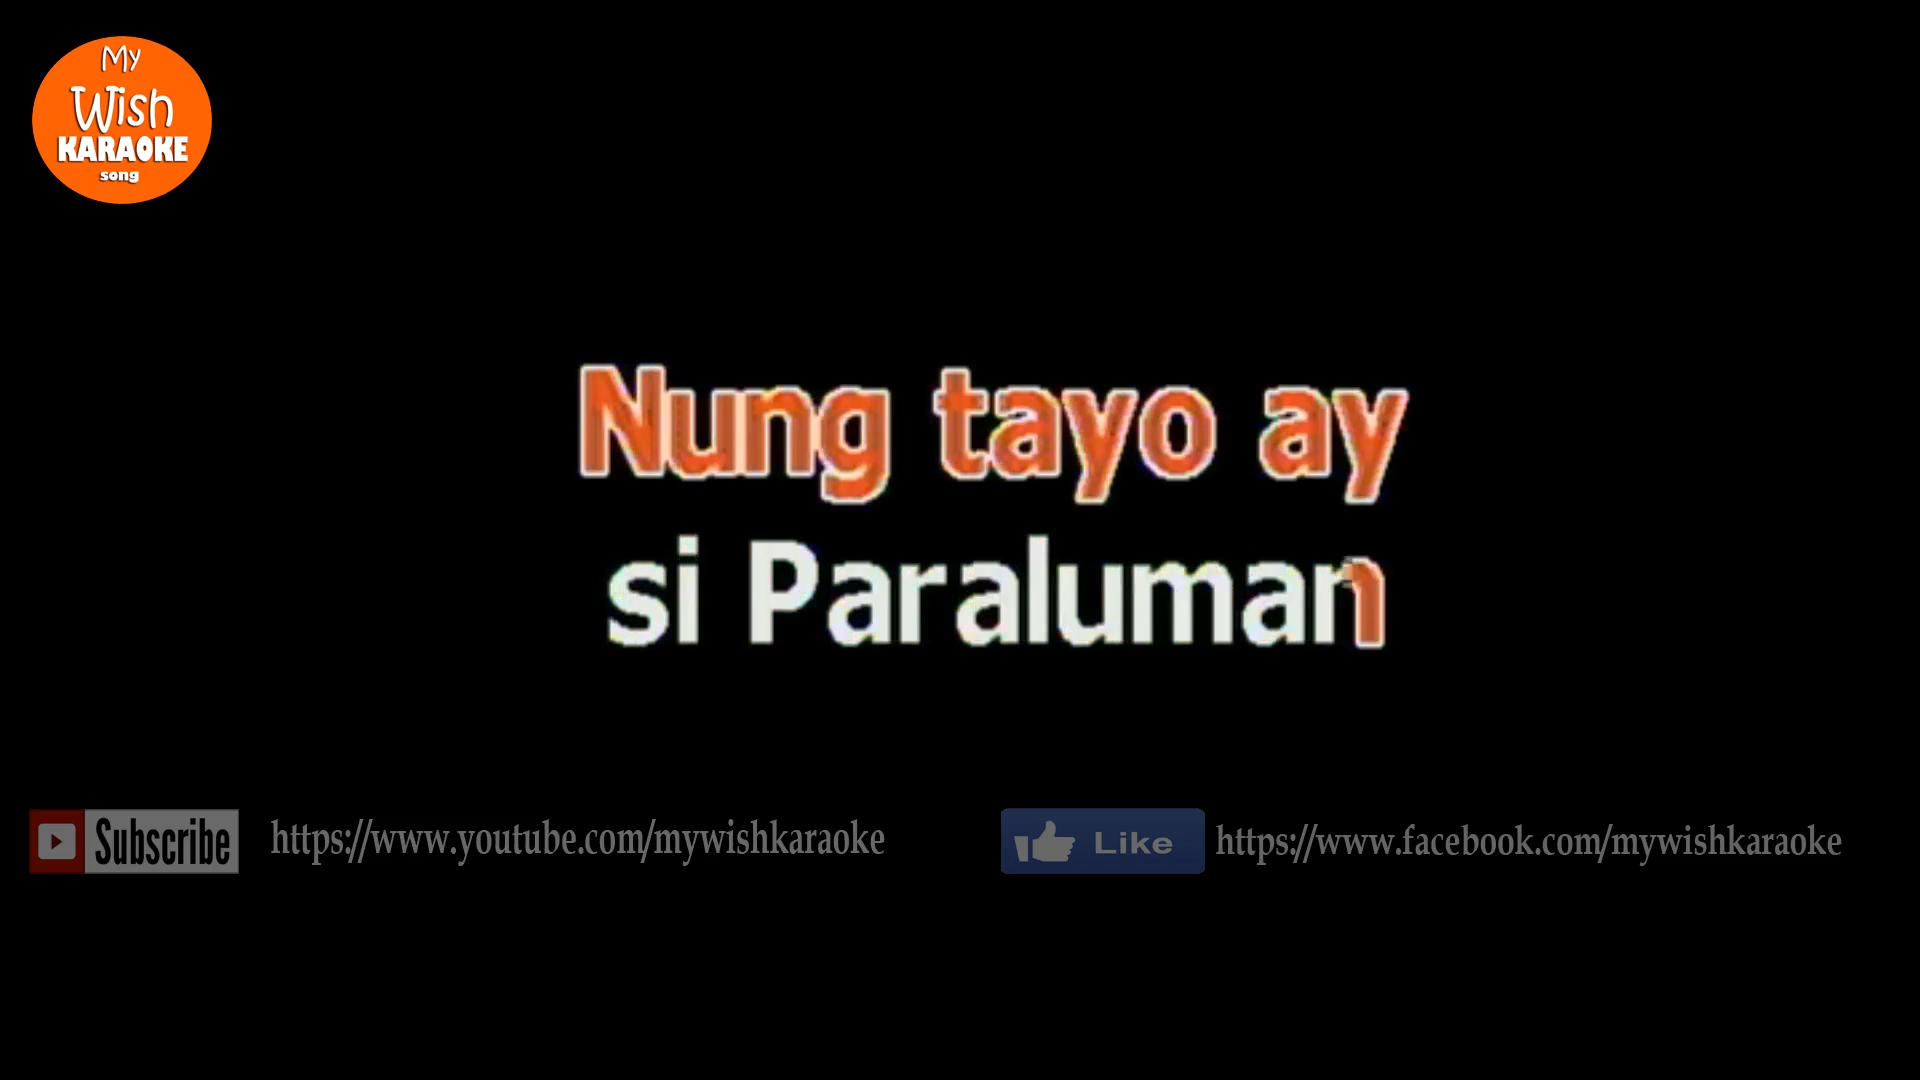 My
Wish
KARAOKE
song
Nung tayo ay
si Paraluman
Subscribe https://www.youtube.com/mywishkaraoke Like https://www.facebook.com/mywishkaraoke